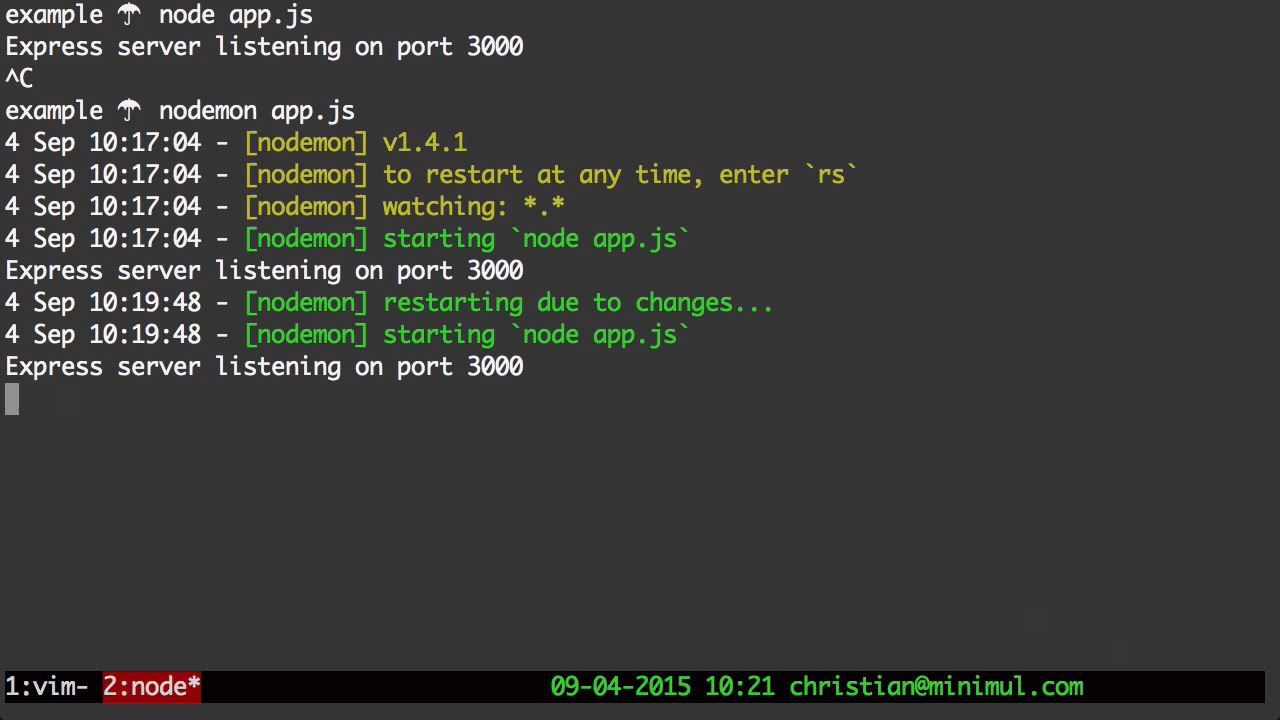 example ☂ node app.js
Express server listening on port 3000
^C
example ☂ nodemon app.js
4 Sep 10:17:04 - [nodemon] v1.4.1
4 Sep 10:17:04 - [nodemon] to restart at any time, enter `rs`
4 Sep 10:17:04 - [nodemon] watching: *.*
4 Sep 10:17:04 - [nodemon] starting `node app.js`
Express server listening on port 3000
4 Sep 10:19:48 - [nodemon] restarting due to changes...
4 Sep 10:19:48 - [nodemon] starting `node app.js`
Express server listening on port 3000
1:vim- 2:node* 09-04-2015 10:21 christian@minimul.com